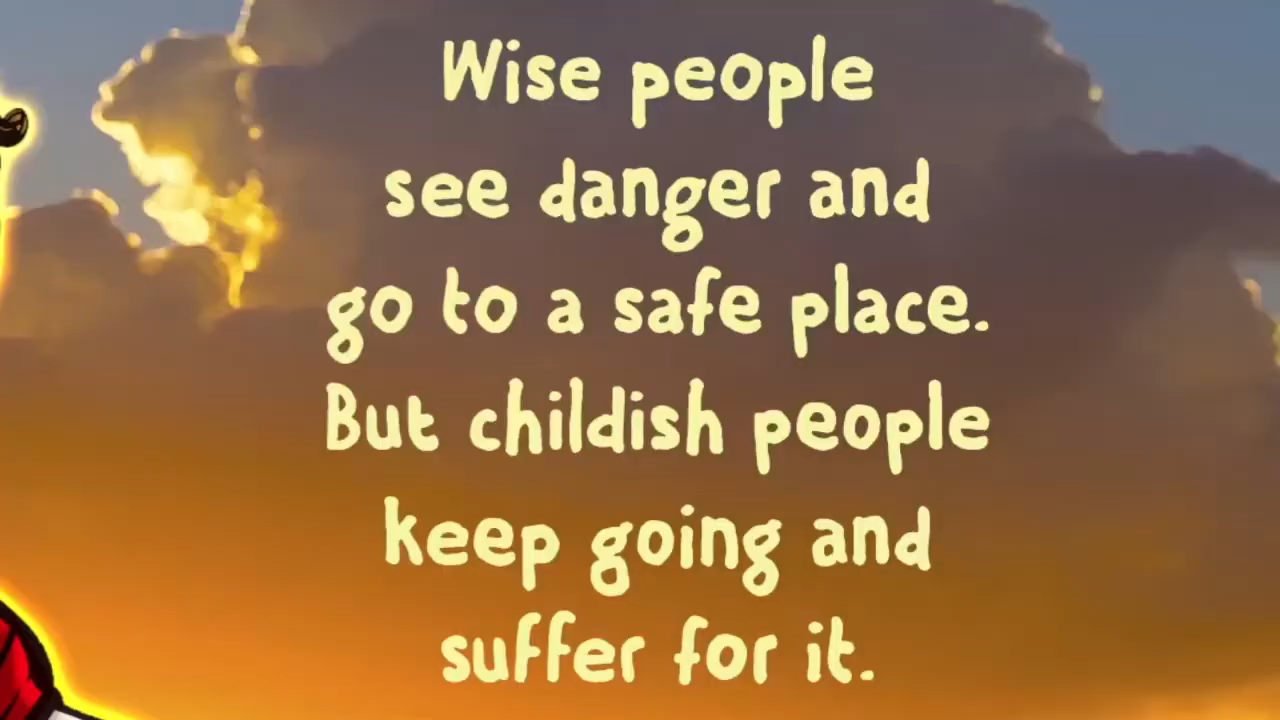 Wise people
see danger and
go to a safe place.
But childish people
keep going and
suffer for it.